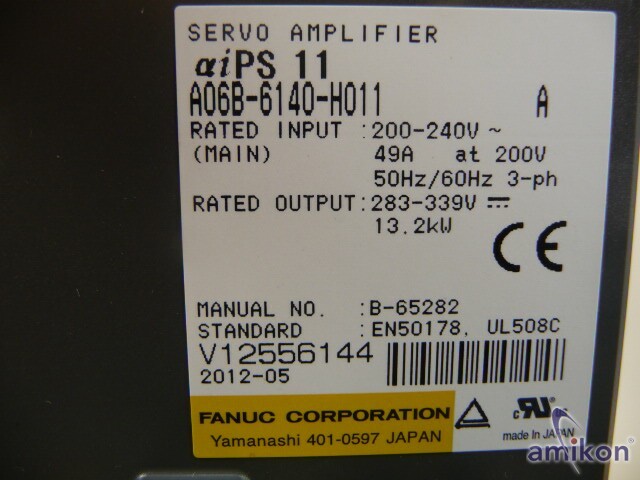 SERVO AMPLIFIER
αiPS 11
A06B-6140-H011 A
RATED INPUT :200-240V ~
(MAIN) 49A at 200V
50Hz/60Hz 3-ph
RATED OUTPUT:283-339V ⎓
13.2kW
CE
MANUAL NO. :B-65282
STANDARD :EN50178, UL508C
V12556144
2012-05
FANUC CORPORATION
Yamanashi 401-0597 JAPAN
c RU us
made in JAPAN
amikon